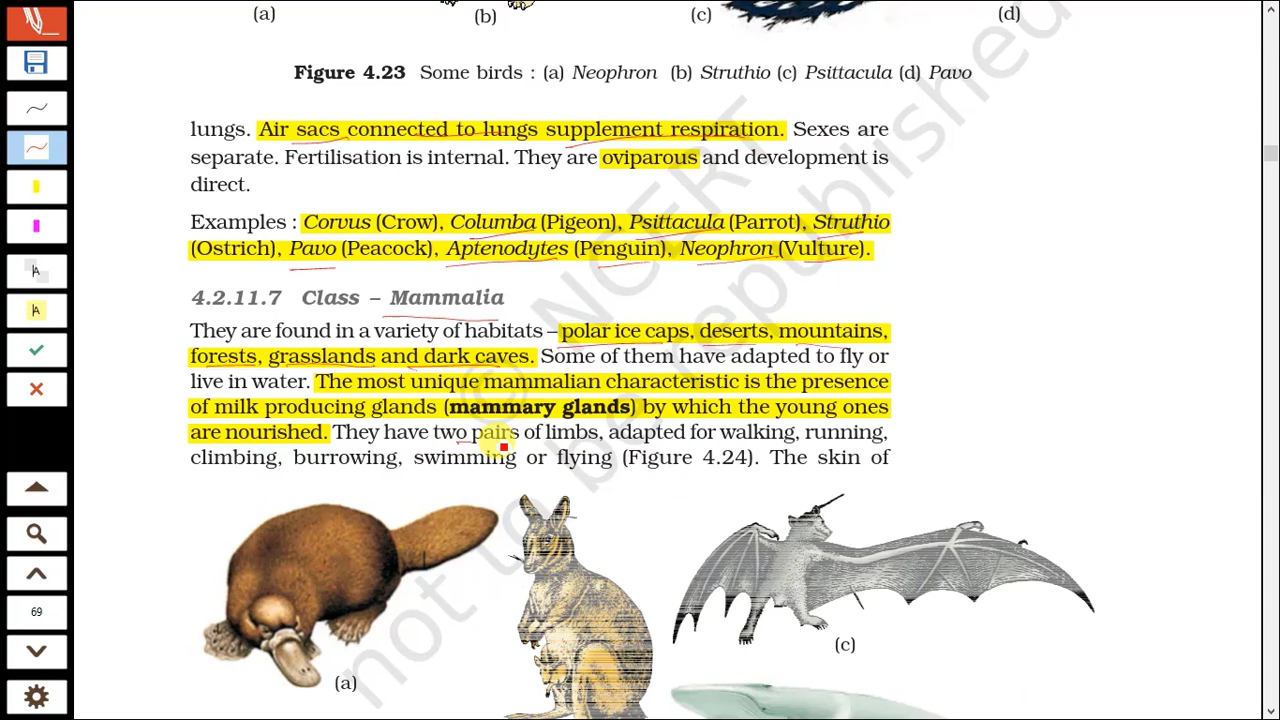 (a)
(b)
(c)
(d)
Figure 4.23 Some birds : (a) Neophron (b) Struthio (c) Psittacula (d) Pavo
lungs. Air sacs connected to lungs supplement respiration. Sexes are
separate. Fertilisation is internal. They are oviparous and development is
direct.
Examples : Corvus (Crow), Columba (Pigeon), Psittacula (Parrot), Struthio
(Ostrich), Pavo (Peacock), Aptenodytes (Penguin), Neophron (Vulture).
4.2.11.7 Class – Mammalia
They are found in a variety of habitats – polar ice caps, deserts, mountains,
forests, grasslands and dark caves. Some of them have adapted to fly or
live in water. The most unique mammalian characteristic is the presence
of milk producing glands (mammary glands) by which the young ones
are nourished. They have two pairs of limbs, adapted for walking, running,
climbing, burrowing, swimming or flying (Figure 4.24). The skin of
(c)
(a)
© NCERT
not to be republished
A
A
69